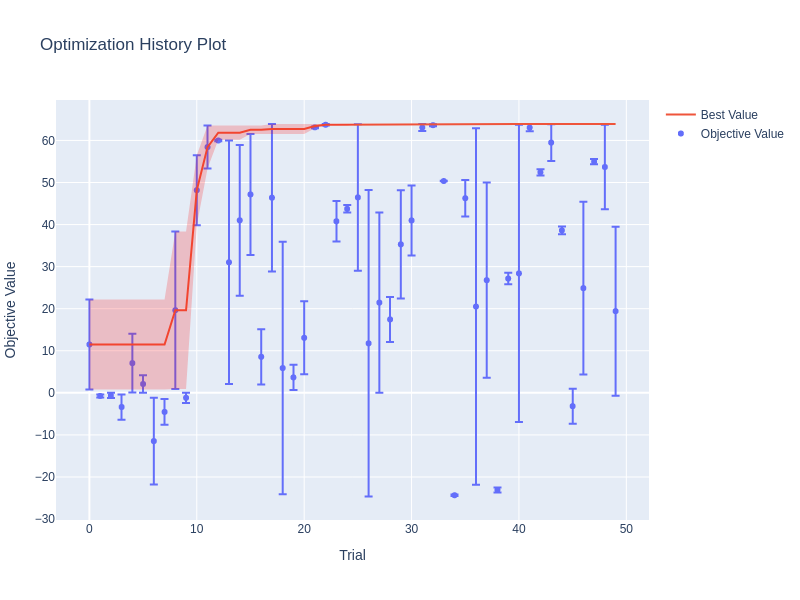 Optimization History Plot
Best Value
Objective Value
60
50
40
30
20
10
0
−10
−20
−30
0 10 20 30 40 50
Trial
Objective Value